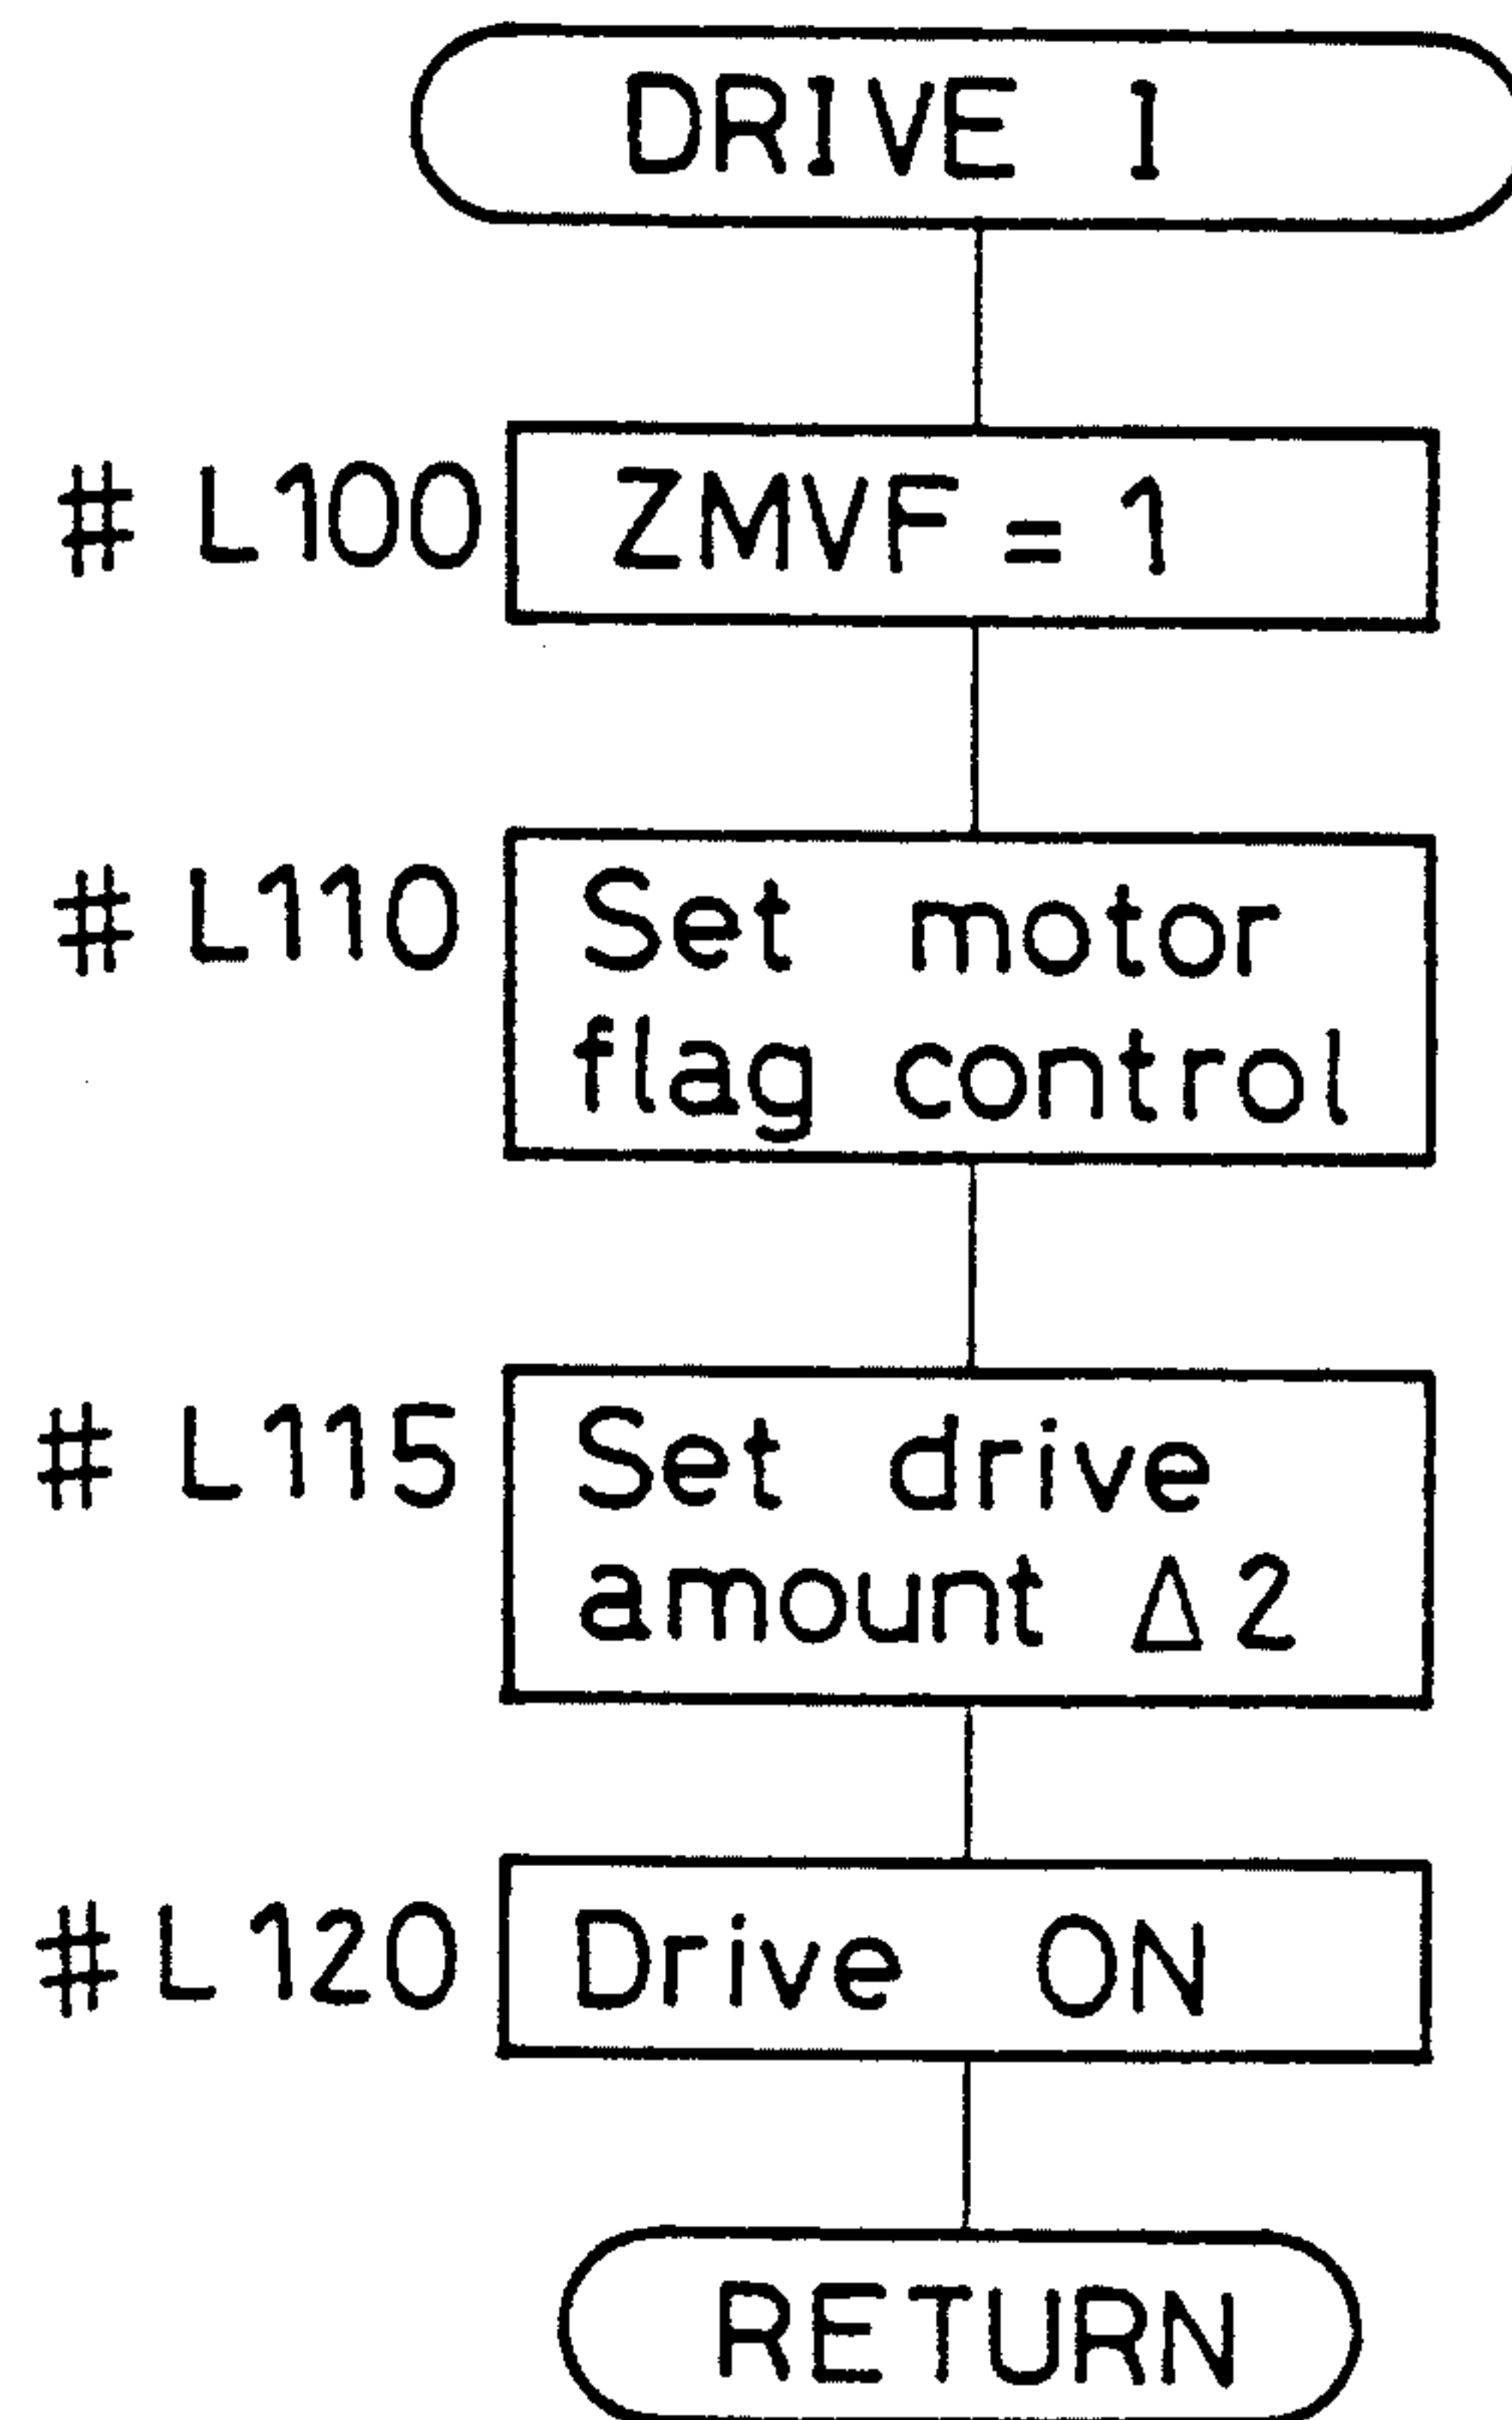 DRIVE I
# L100 ZMVF = 1
# L110 Set motor
flag control
# L115 Set drive
amount Δ2
# L120 Drive ON
RETURN